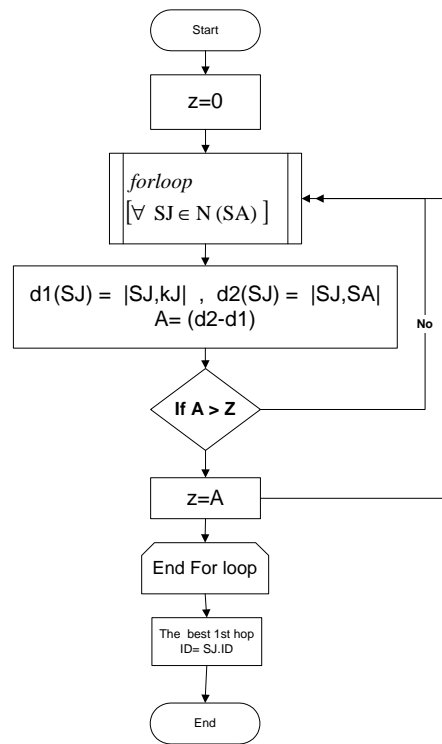 Start
z=0
forloop
[∀ SJ ∈ N (SA) ]
d1(SJ) = |SJ,kJ| , d2(SJ) = |SJ,SA|
A= (d2-d1)
No
If A > Z
z=A
End For loop
The best 1st hop
ID= SJ.ID
End